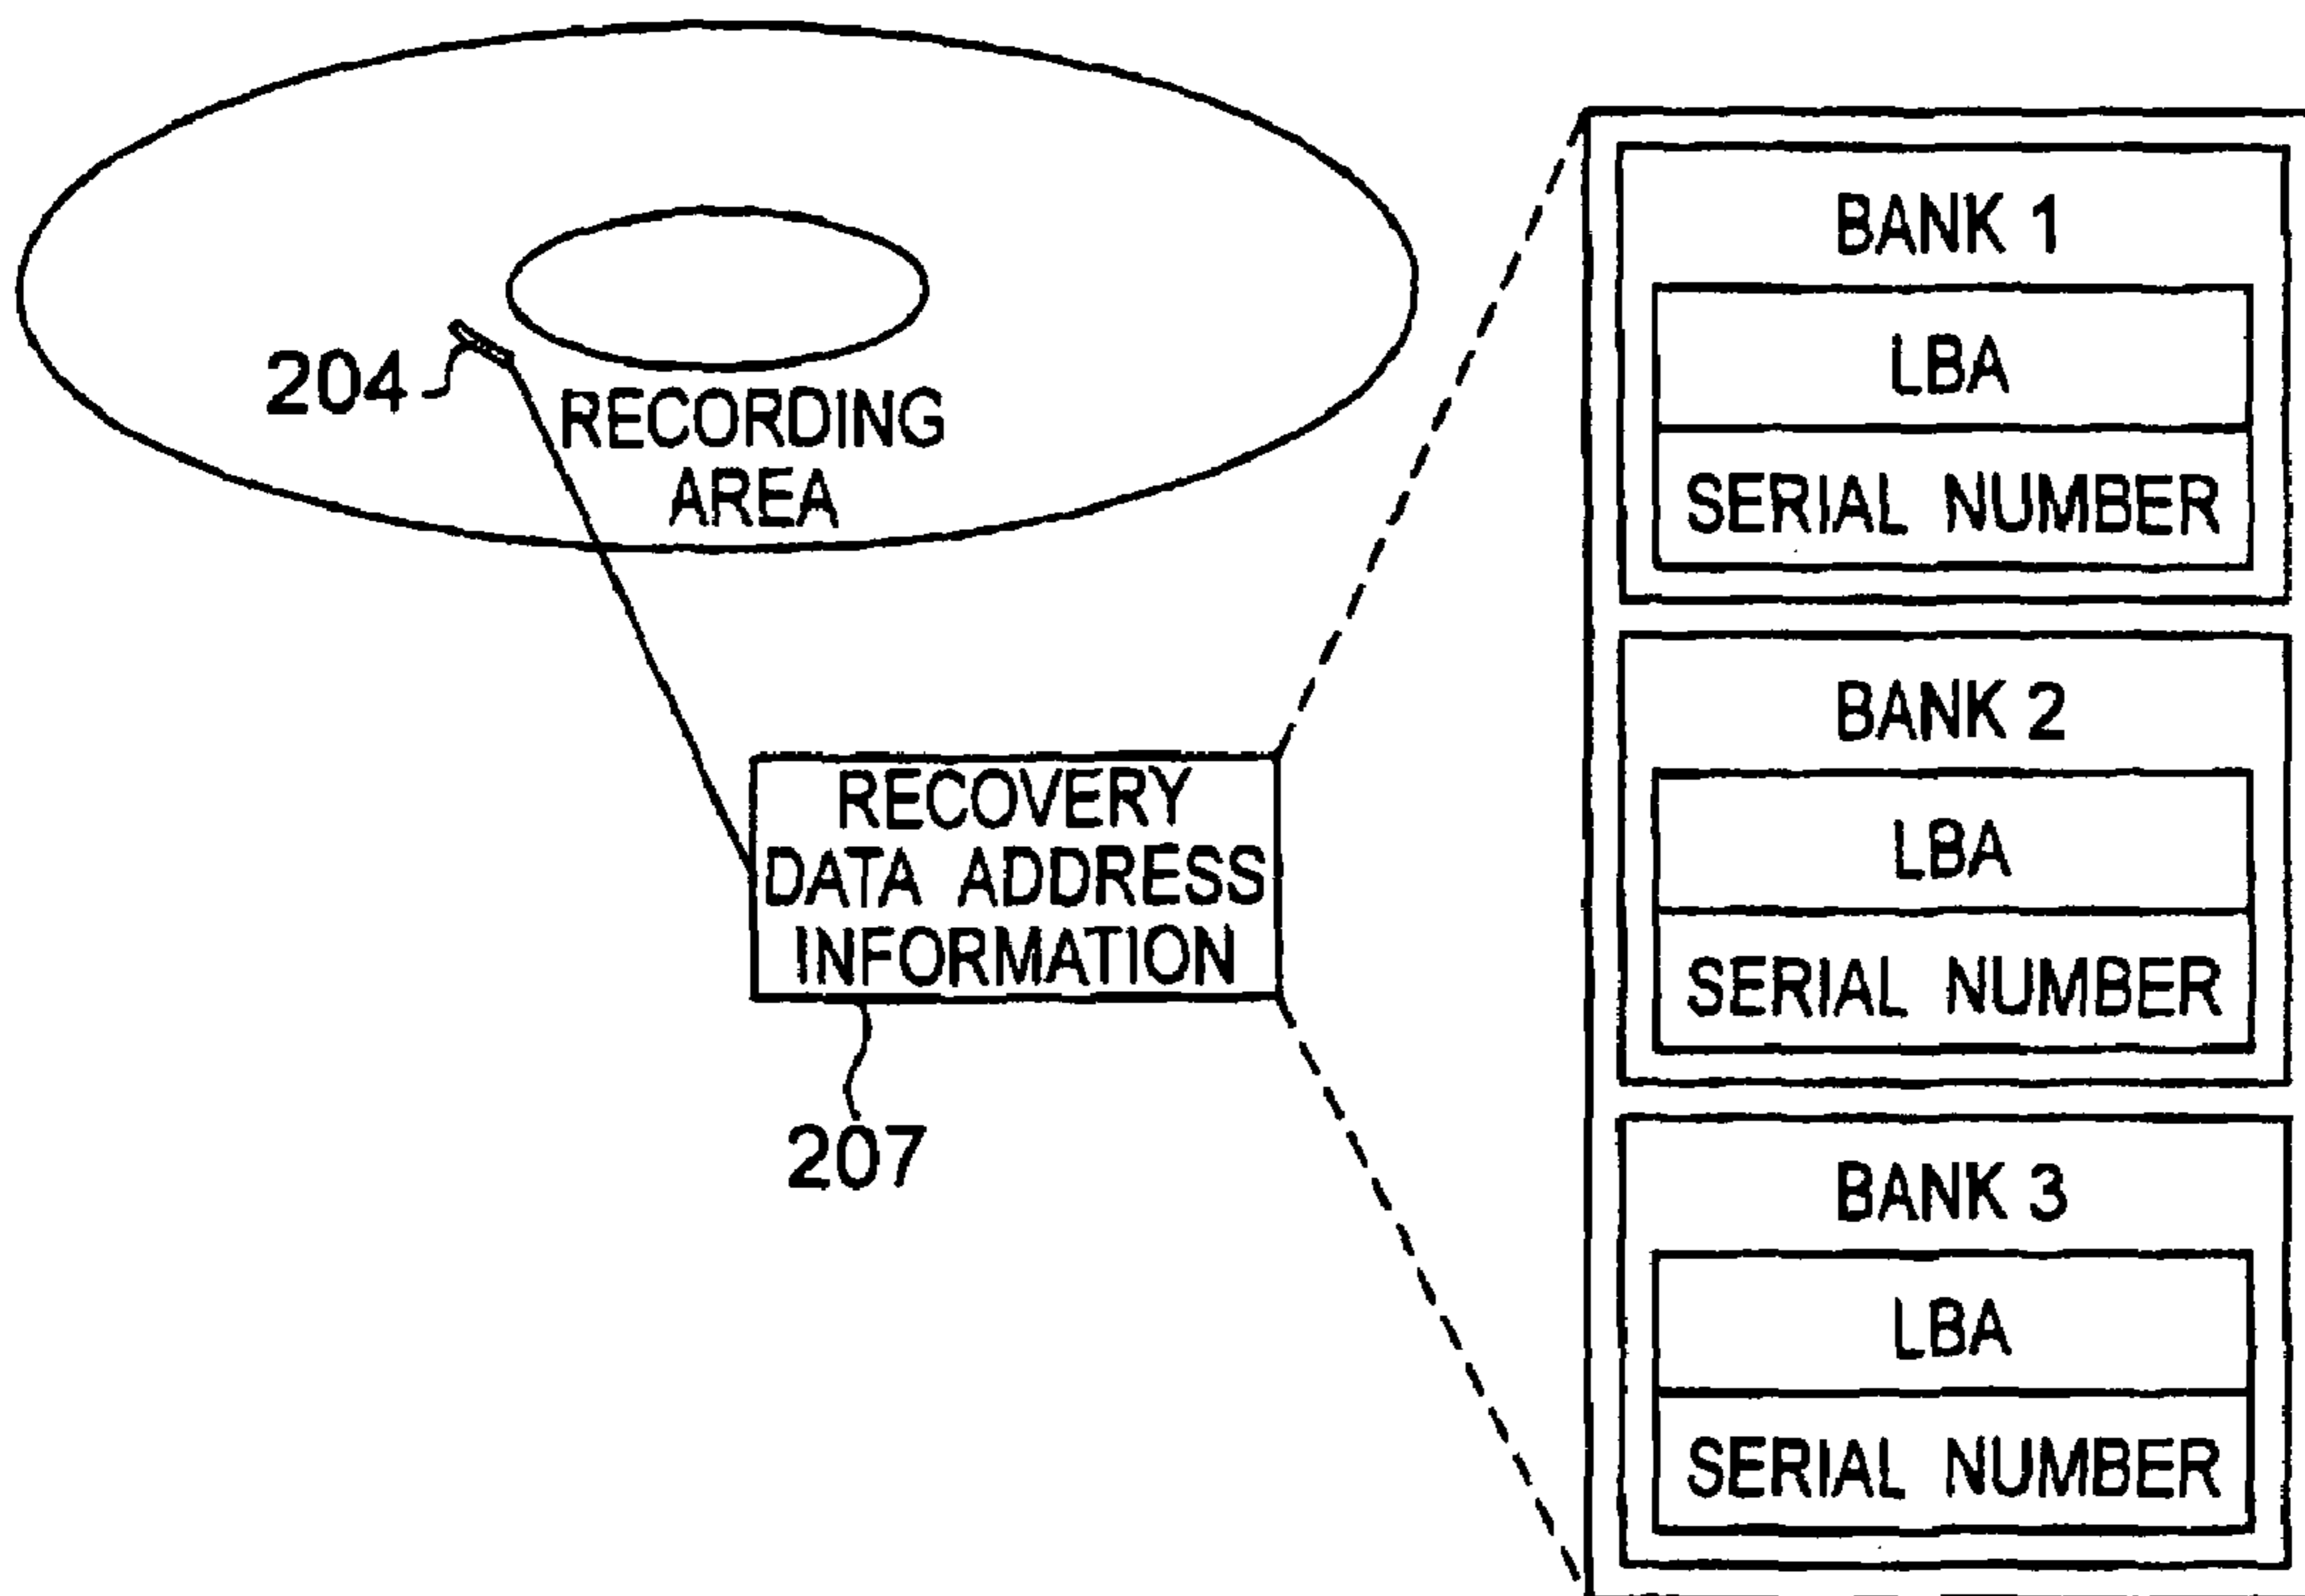 204
RECORDING
AREA
RECOVERY
DATA ADDRESS
INFORMATION
207
BANK 1
LBA
SERIAL NUMBER
BANK 2
LBA
SERIAL NUMBER
BANK 3
LBA
SERIAL NUMBER